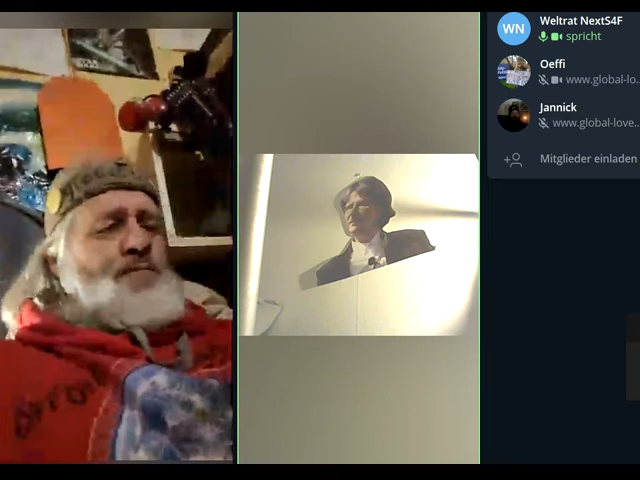 WN
Weltrat NextS4F
spricht
Oeffi
www.global-lo...
Jannick
www.global-love...
Mitglieder einladen